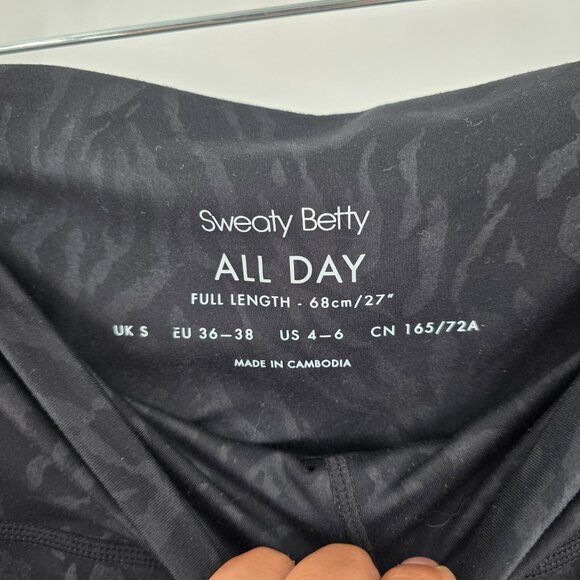 Sweaty Betty
ALL DAY
FULL LENGTH - 68cm/27"
UK S EU 36–38 US 4–6 CN 165/72A
MADE IN CAMBODIA